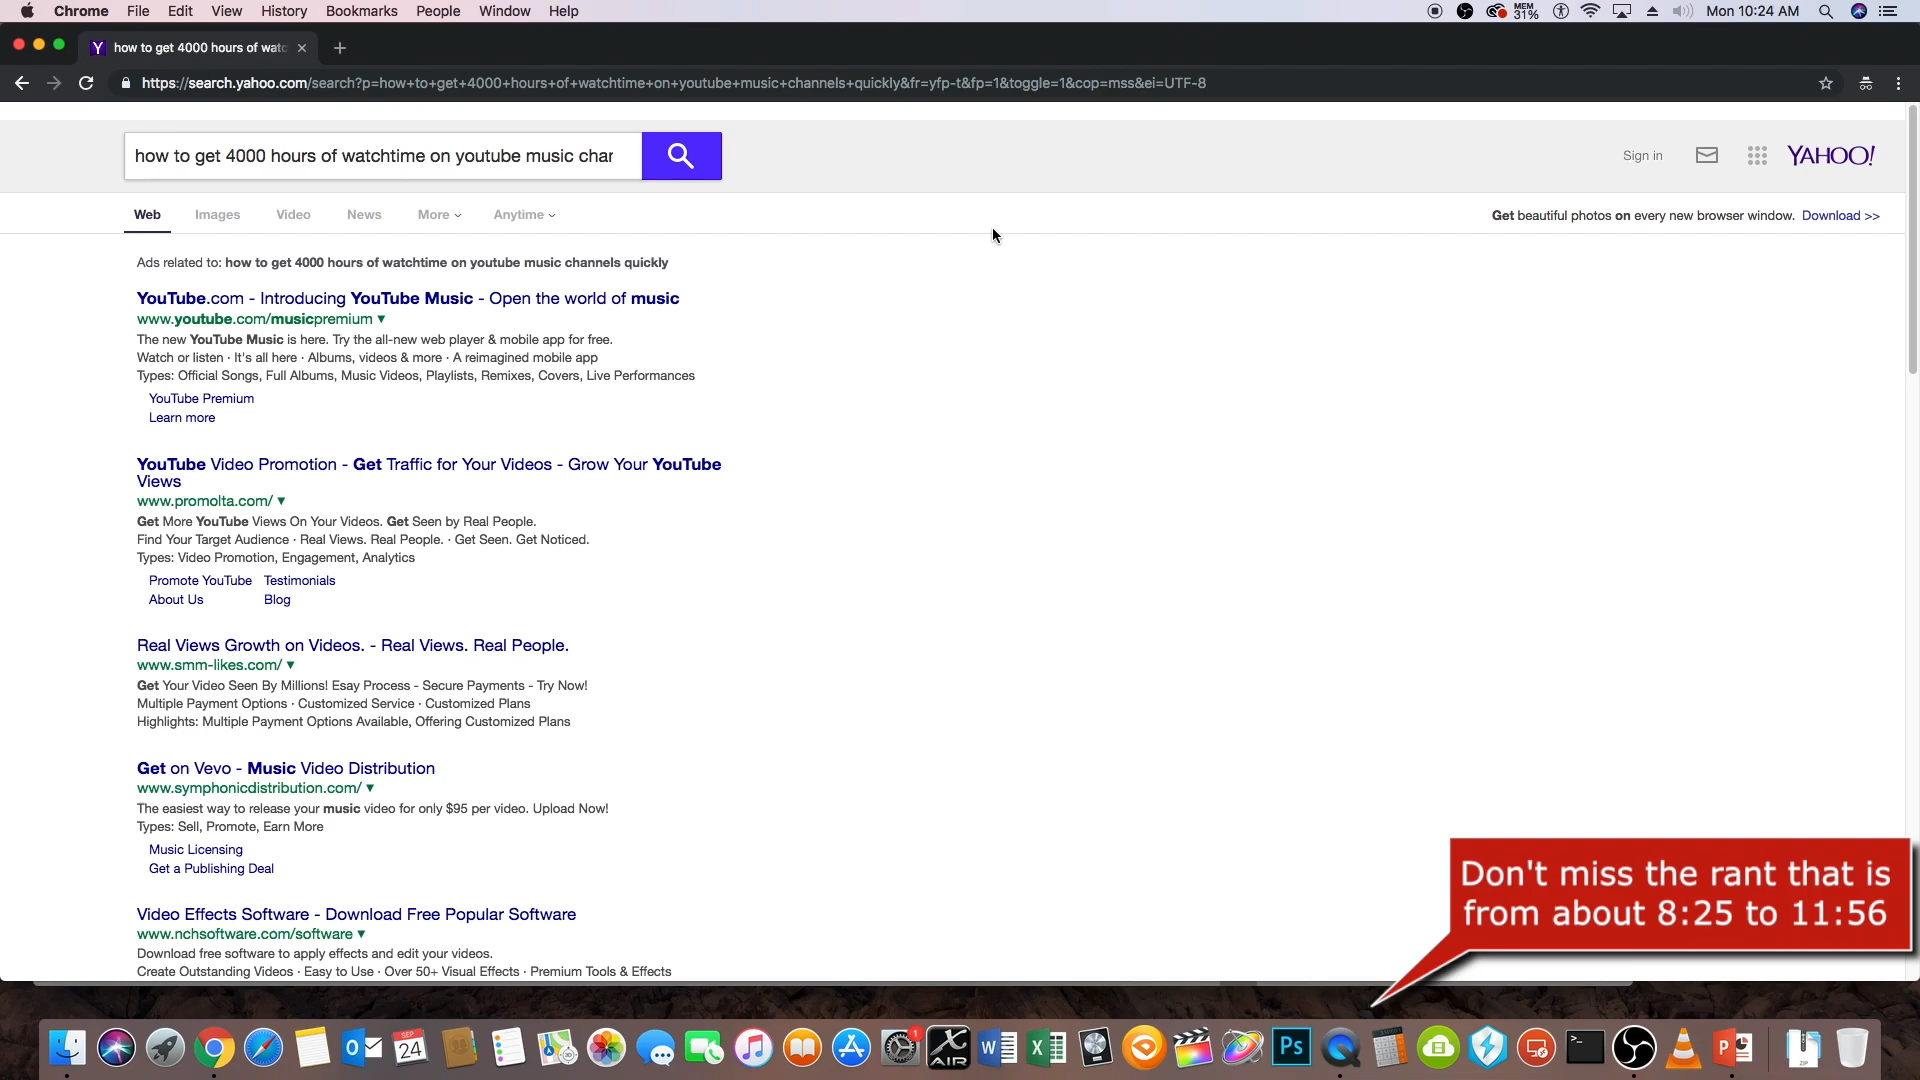 Chrome File Edit View History Bookmarks People Window Help
MEM 31% Mon 10:24 AM
Y how to get 4000 hours of watc
https://search.yahoo.com/search?p=how+to+get+4000+hours+of+watchtime+on+youtube+music+channels+quickly&fr=yfp-t&fp=1&toggle=1&cop=mss&ei=UTF-8
how to get 4000 hours of watchtime on youtube music char
Sign in
YAHOO!
Web Images Video News More Anytime
Get beautiful photos on every new browser window. Download >>
Ads related to: how to get 4000 hours of watchtime on youtube music channels quickly
YouTube.com - Introducing YouTube Music - Open the world of music
www.youtube.com/musicpremium ▼
The new YouTube Music is here. Try the all-new web player & mobile app for free.
Watch or listen · It's all here · Albums, videos & more · A reimagined mobile app
Types: Official Songs, Full Albums, Music Videos, Playlists, Remixes, Covers, Live Performances
YouTube Premium
Learn more
YouTube Video Promotion - Get Traffic for Your Videos - Grow Your YouTube
Views
www.promolta.com/ ▼
Get More YouTube Views On Your Videos. Get Seen by Real People.
Find Your Target Audience · Real Views. Real People. · Get Seen. Get Noticed.
Types: Video Promotion, Engagement, Analytics
Promote YouTube Testimonials
About Us Blog
Real Views Growth on Videos. - Real Views. Real People.
www.smm-likes.com/ ▼
Get Your Video Seen By Millions! Esay Process - Secure Payments - Try Now!
Multiple Payment Options · Customized Service · Customized Plans
Highlights: Multiple Payment Options Available, Offering Customized Plans
Get on Vevo - Music Video Distribution
www.symphonicdistribution.com/ ▼
The easiest way to release your music video for only $95 per video. Upload Now!
Types: Sell, Promote, Earn More
Music Licensing
Get a Publishing Deal
Video Effects Software - Download Free Popular Software
www.nchsoftware.com/software ▼
Download free software to apply effects and edit your videos.
Create Outstanding Videos · Easy to Use · Over 50+ Visual Effects · Premium Tools & Effects
Don't miss the rant that is
from about 8:25 to 11:56
SEP
24
1
X AIR
W
X
Ps
P
ZIP